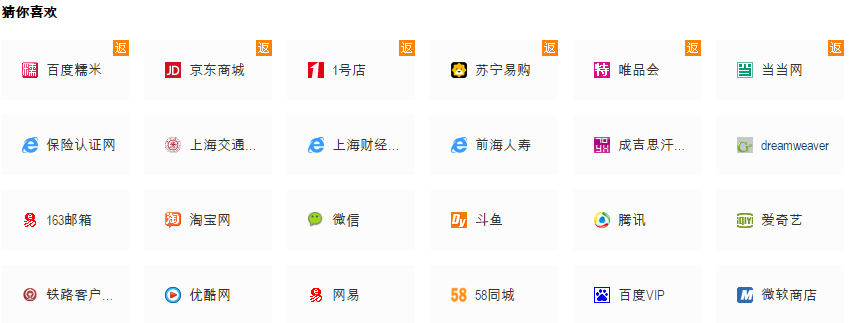 猜你喜欢
返 返 返 返 返 返
百度糯米 京东商城 1号店 苏宁易购 唯品会 当当网
保险认证网 上海交通... 上海财经... 前海人寿 成吉思汗... dreamweaver
163邮箱 淘宝网 微信 斗鱼 腾讯 爱奇艺
铁路客户... 优酷网 网易 58同城 百度VIP 微软商店